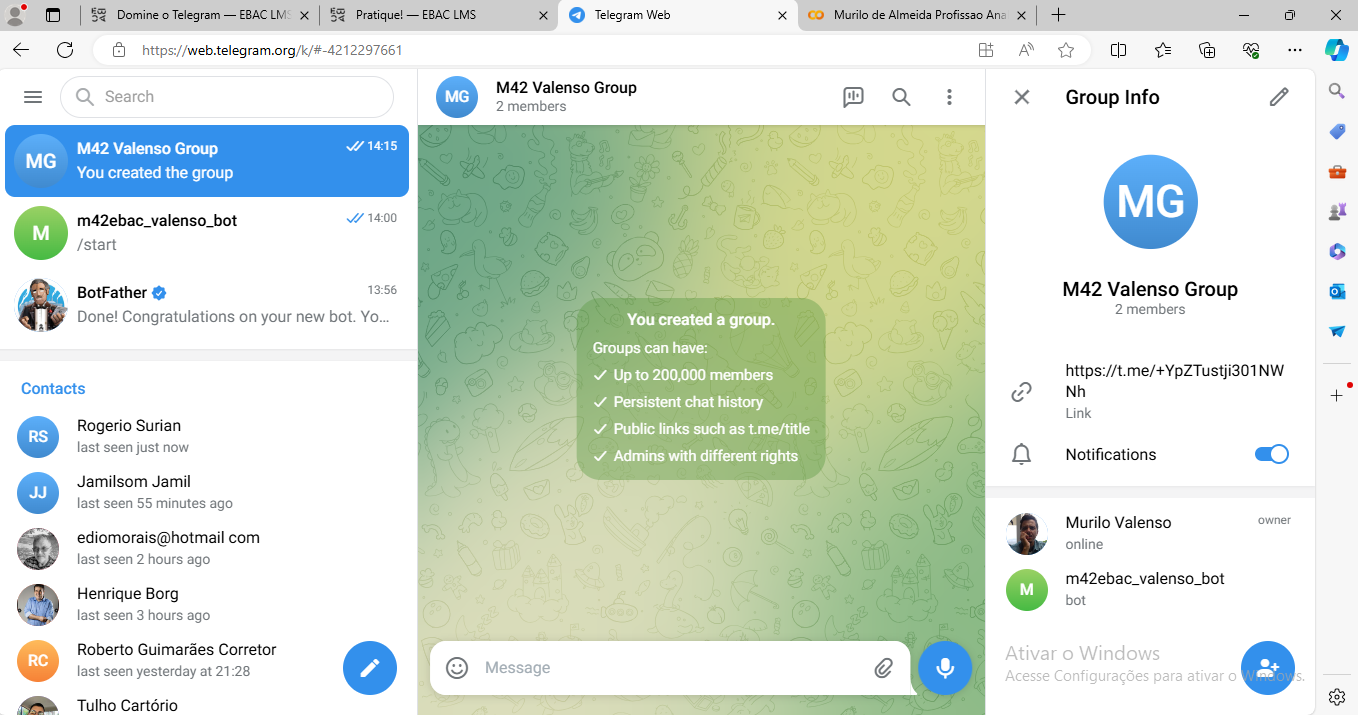 Domine o Telegram — EBAC LMS
Pratique! — EBAC LMS
Telegram Web
Murilo de Almeida Profissao Ana
https://web.telegram.org/k/#-4212297661
Search
MG
M42 Valenso Group
14:15
You created the group
M
m42ebac_valenso_bot
14:00
/start
BotFather
13:56
Done! Congratulations on your new bot. Yo...
Contacts
RS
Rogerio Surian
last seen just now
JJ
Jamilsom Jamil
last seen 55 minutes ago
ediomorais@hotmail com
last seen 2 hours ago
Henrique Borg
last seen 3 hours ago
RC
Roberto Guimarães Corretor
last seen yesterday at 21:28
Tulho Cartório
MG
M42 Valenso Group
2 members
You created a group.
Groups can have:
Up to 200,000 members
Persistent chat history
Public links such as t.me/title
Admins with different rights
Message
Group Info
MG
M42 Valenso Group
2 members
https://t.me/+YpZTustji301NW
Nh
Link
Notifications
Murilo Valenso
owner
online
M
m42ebac_valenso_bot
bot
Ativar o Windows
Acesse Configurações para ativar o Windows.